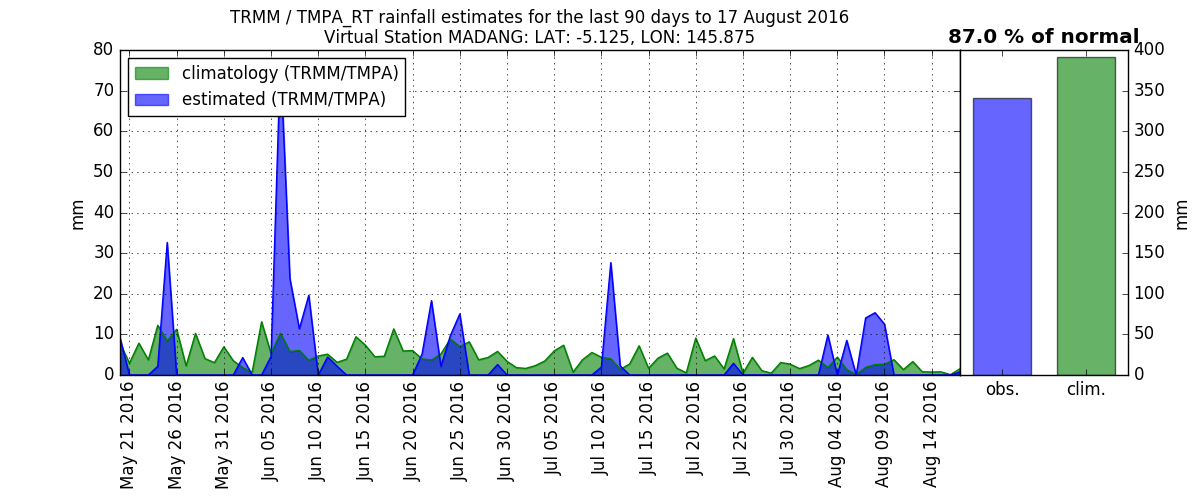 TRMM / TMPA_RT rainfall estimates for the last 90 days to 17 August 2016
Virtual Station MADANG: LAT: -5.125, LON: 145.875
87.0 % of normal
climatology (TRMM/TMPA)
estimated (TRMM/TMPA)
80
70
60
50
40
30
20
10
0
mm
May 21 2016
May 26 2016
May 31 2016
Jun 05 2016
Jun 10 2016
Jun 15 2016
Jun 20 2016
Jun 25 2016
Jun 30 2016
Jul 05 2016
Jul 10 2016
Jul 15 2016
Jul 20 2016
Jul 25 2016
Jul 30 2016
Aug 04 2016
Aug 09 2016
Aug 14 2016
obs.
clim.
400
350
300
250
200
150
100
50
0
mm